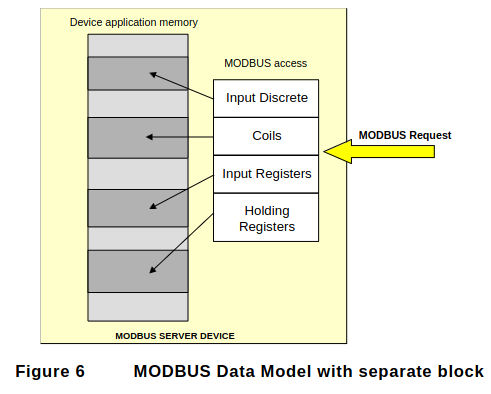 Device application memory
MODBUS access
Input Discrete
Coils
Input Registers
Holding
Registers
MODBUS Request
MODBUS SERVER DEVICE
Figure 6 MODBUS Data Model with separate block